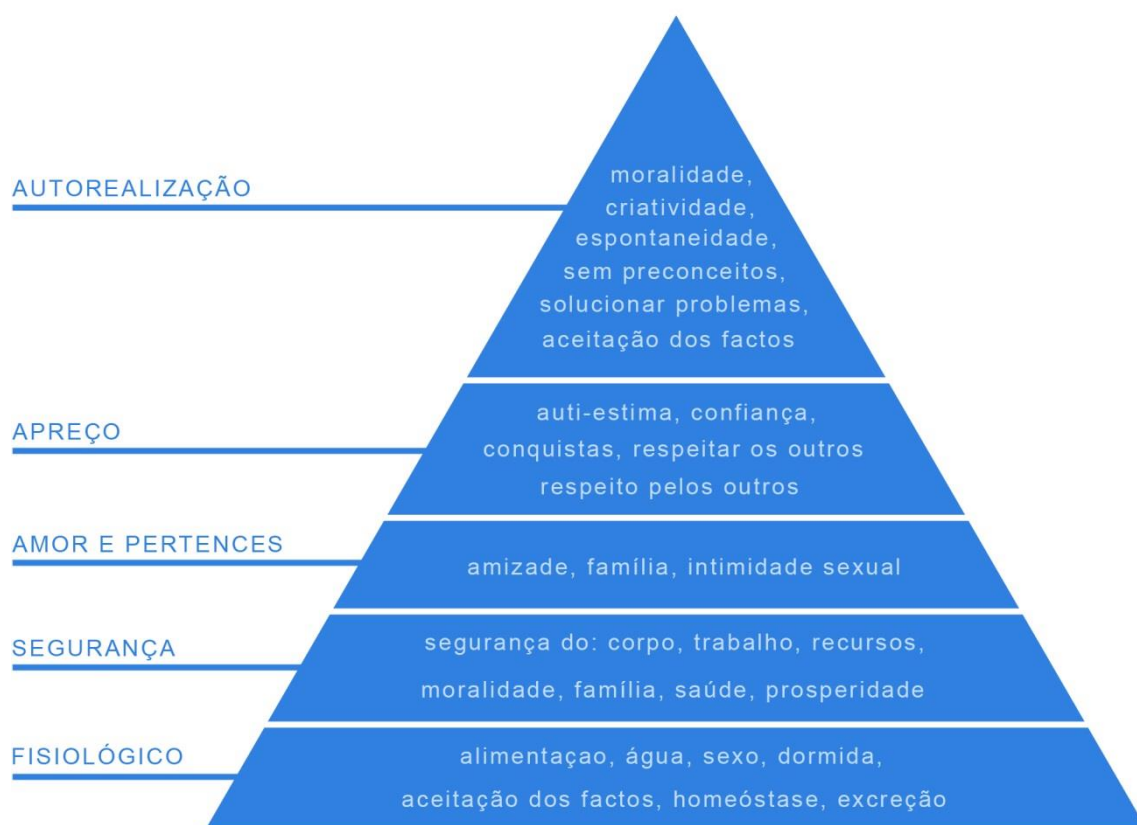 AUTOREALIZAÇÃO
moralidade,
criatividade,
espontaneidade,
sem preconceitos,
solucionar problemas,
aceitação dos factos
APREÇO
auti-estima, confiança,
conquistas, respeitar os outros
respeito pelos outros
AMOR E PERTENCES
amizade, família, intimidade sexual
SEGURANÇA
segurança do: corpo, trabalho, recursos,
moralidade, família, saúde, prosperidade
FISIOLÓGICO
alimentaçao, água, sexo, dormida,
aceitação dos factos, homeóstase, excreção